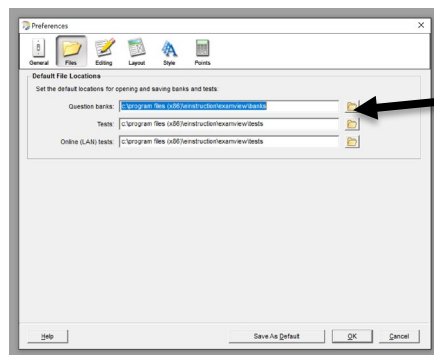 Preferences
General Files Editing Layout Style Points
Default File Locations
Set the default locations for opening and saving banks and tests:
Question banks: c:\program files (x86)\einstruction\examview\banks
Tests: c:\program files (x86)\einstruction\examview\tests
Online (LAN) tests: c:\program files (x86)\einstruction\examview\tests
Help Save As Default OK Cancel